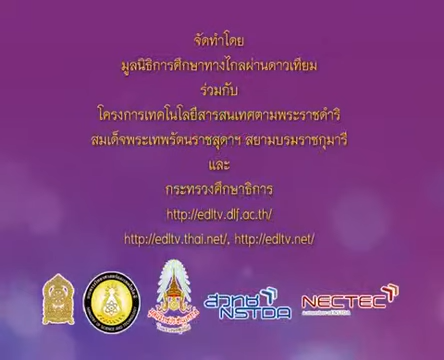 จัดทำโดย
มูลนิธิการศึกษาทางไกลผ่านดาวเทียม
ร่วมกับ
โครงการเทคโนโลยีสารสนเทศตามพระราชดำริ
สมเด็จพระเทพรัตนราชสุดาฯ สยามบรมราชกุมารี
และ
กระทรวงศึกษาธิการ
http://edltv.dlf.ac.th/
http://edltv.thai.net/, http://edltv.net/
สวทช
NSTDA
NECTEC
a member of NSTDA